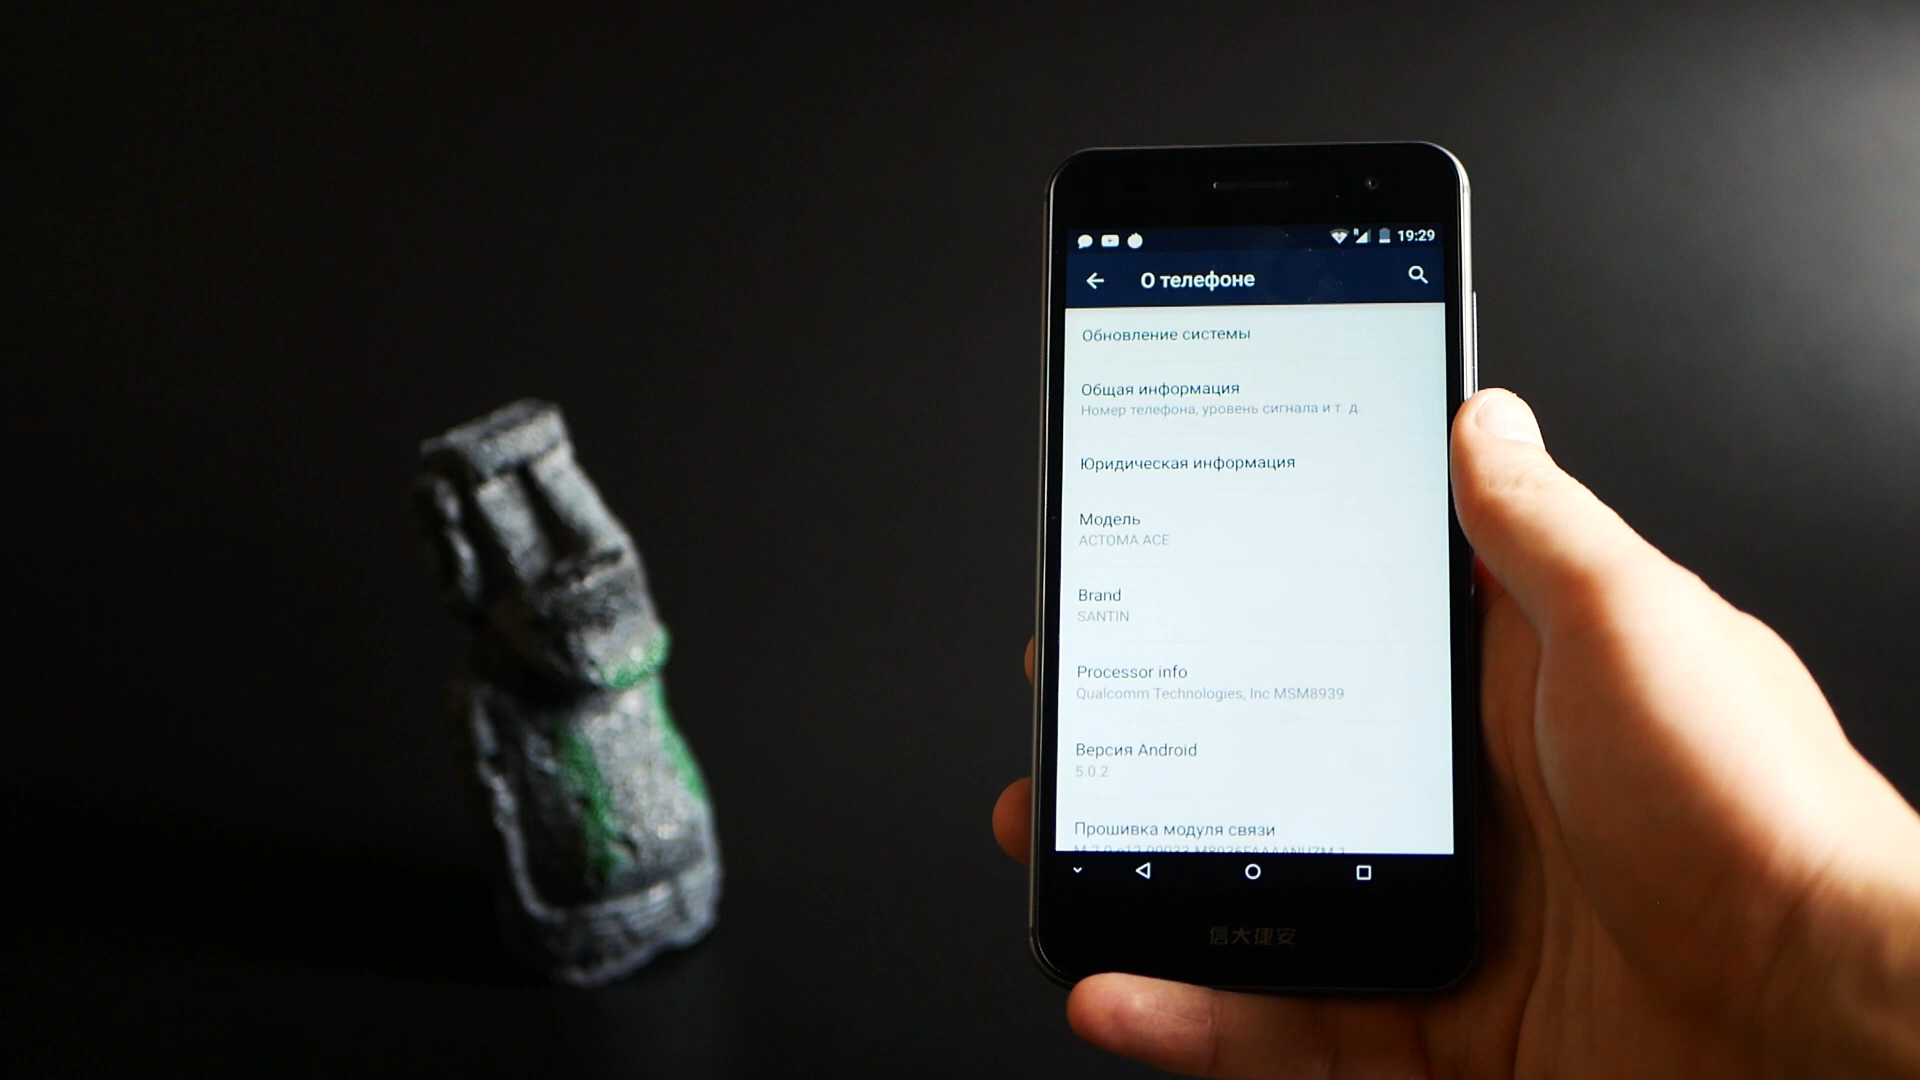 19:29
О телефоне
Обновление системы
Общая информация
Номер телефона, уровень сигнала и т. д.
Юридическая информация
Модель
ACTOMA ACE
Brand
SANTIN
Processor info
Qualcomm Technologies, Inc MSM8939
Версия Android
5.0.2
Прошивка модуля связи
信大捷安